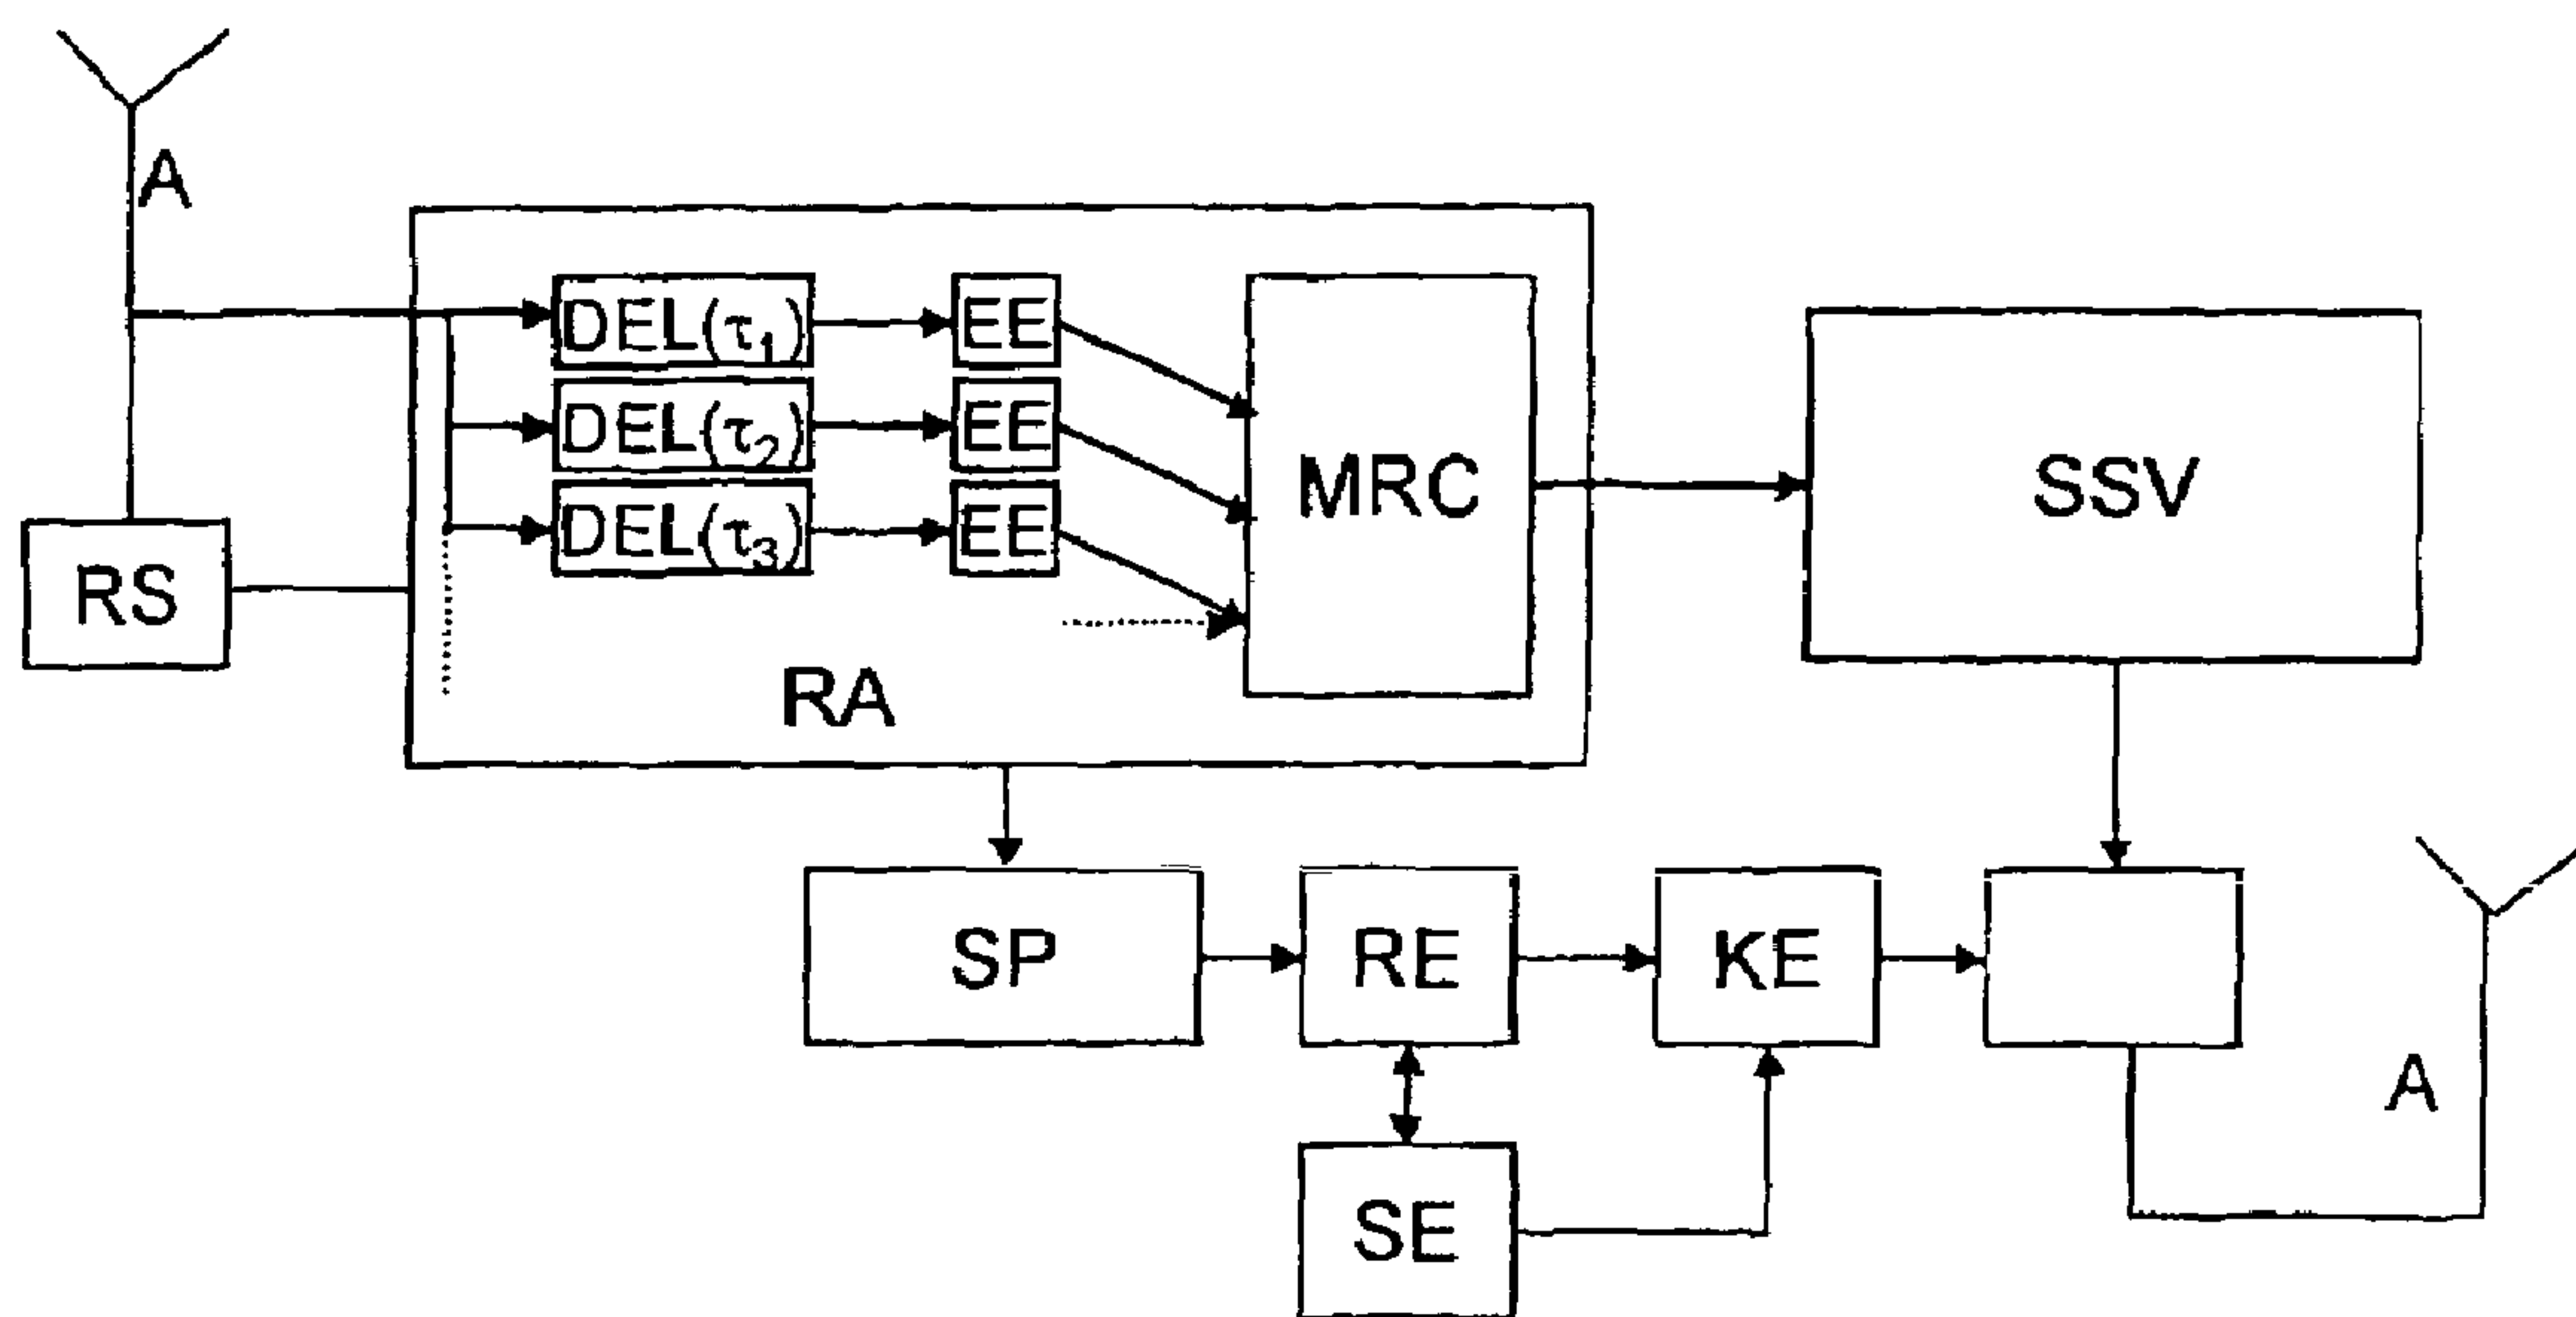 A
DEL(τ1)
EE
DEL(τ2)
EE
DEL(τ3)
EE
MRC
SSV
RS
RA
SP
RE
KE
A
SE